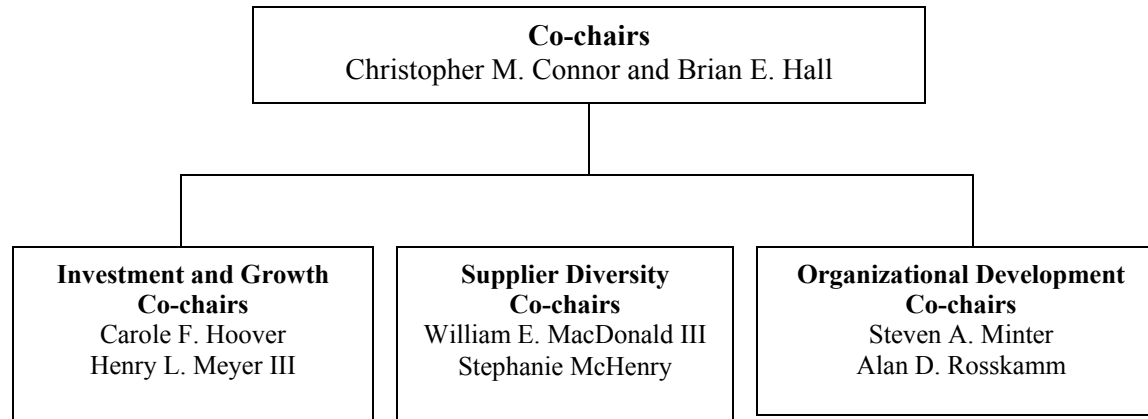 Co-chairs
Christopher M. Connor and Brian E. Hall
Investment and Growth
Co-chairs
Carole F. Hoover
Henry L. Meyer III
Supplier Diversity
Co-chairs
William E. MacDonald III
Stephanie McHenry
Organizational Development
Co-chairs
Steven A. Minter
Alan D. Rosskamm